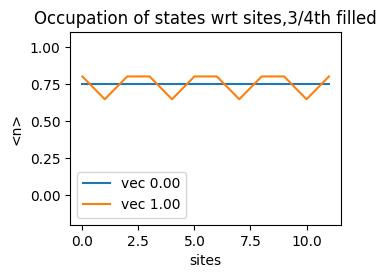 Occupation of states wrt sites,3/4th filled
<n>
1.00
0.75
0.50
0.25
0.00
vec 0.00
vec 1.00
0.0 2.5 5.0 7.5 10.0
sites